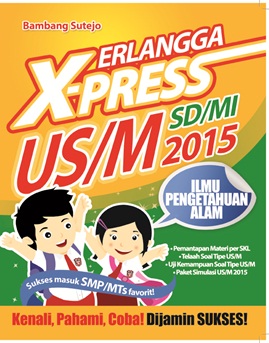 Bambang Sutejo
ERLANGGA
X-PRESS
US/M SD/MI
2015
ILMU
PENGETAHUAN
ALAM
• Pemantapan Materi per SKL
• Telaah Soal Tipe US/M
• Uji Kemampuan Soal Tipe US/M
• Paket Simulasi US/M 2015
Sukses masuk SMP/MTs favorit!
Kenali, Pahami, Coba! Dijamin SUKSES!